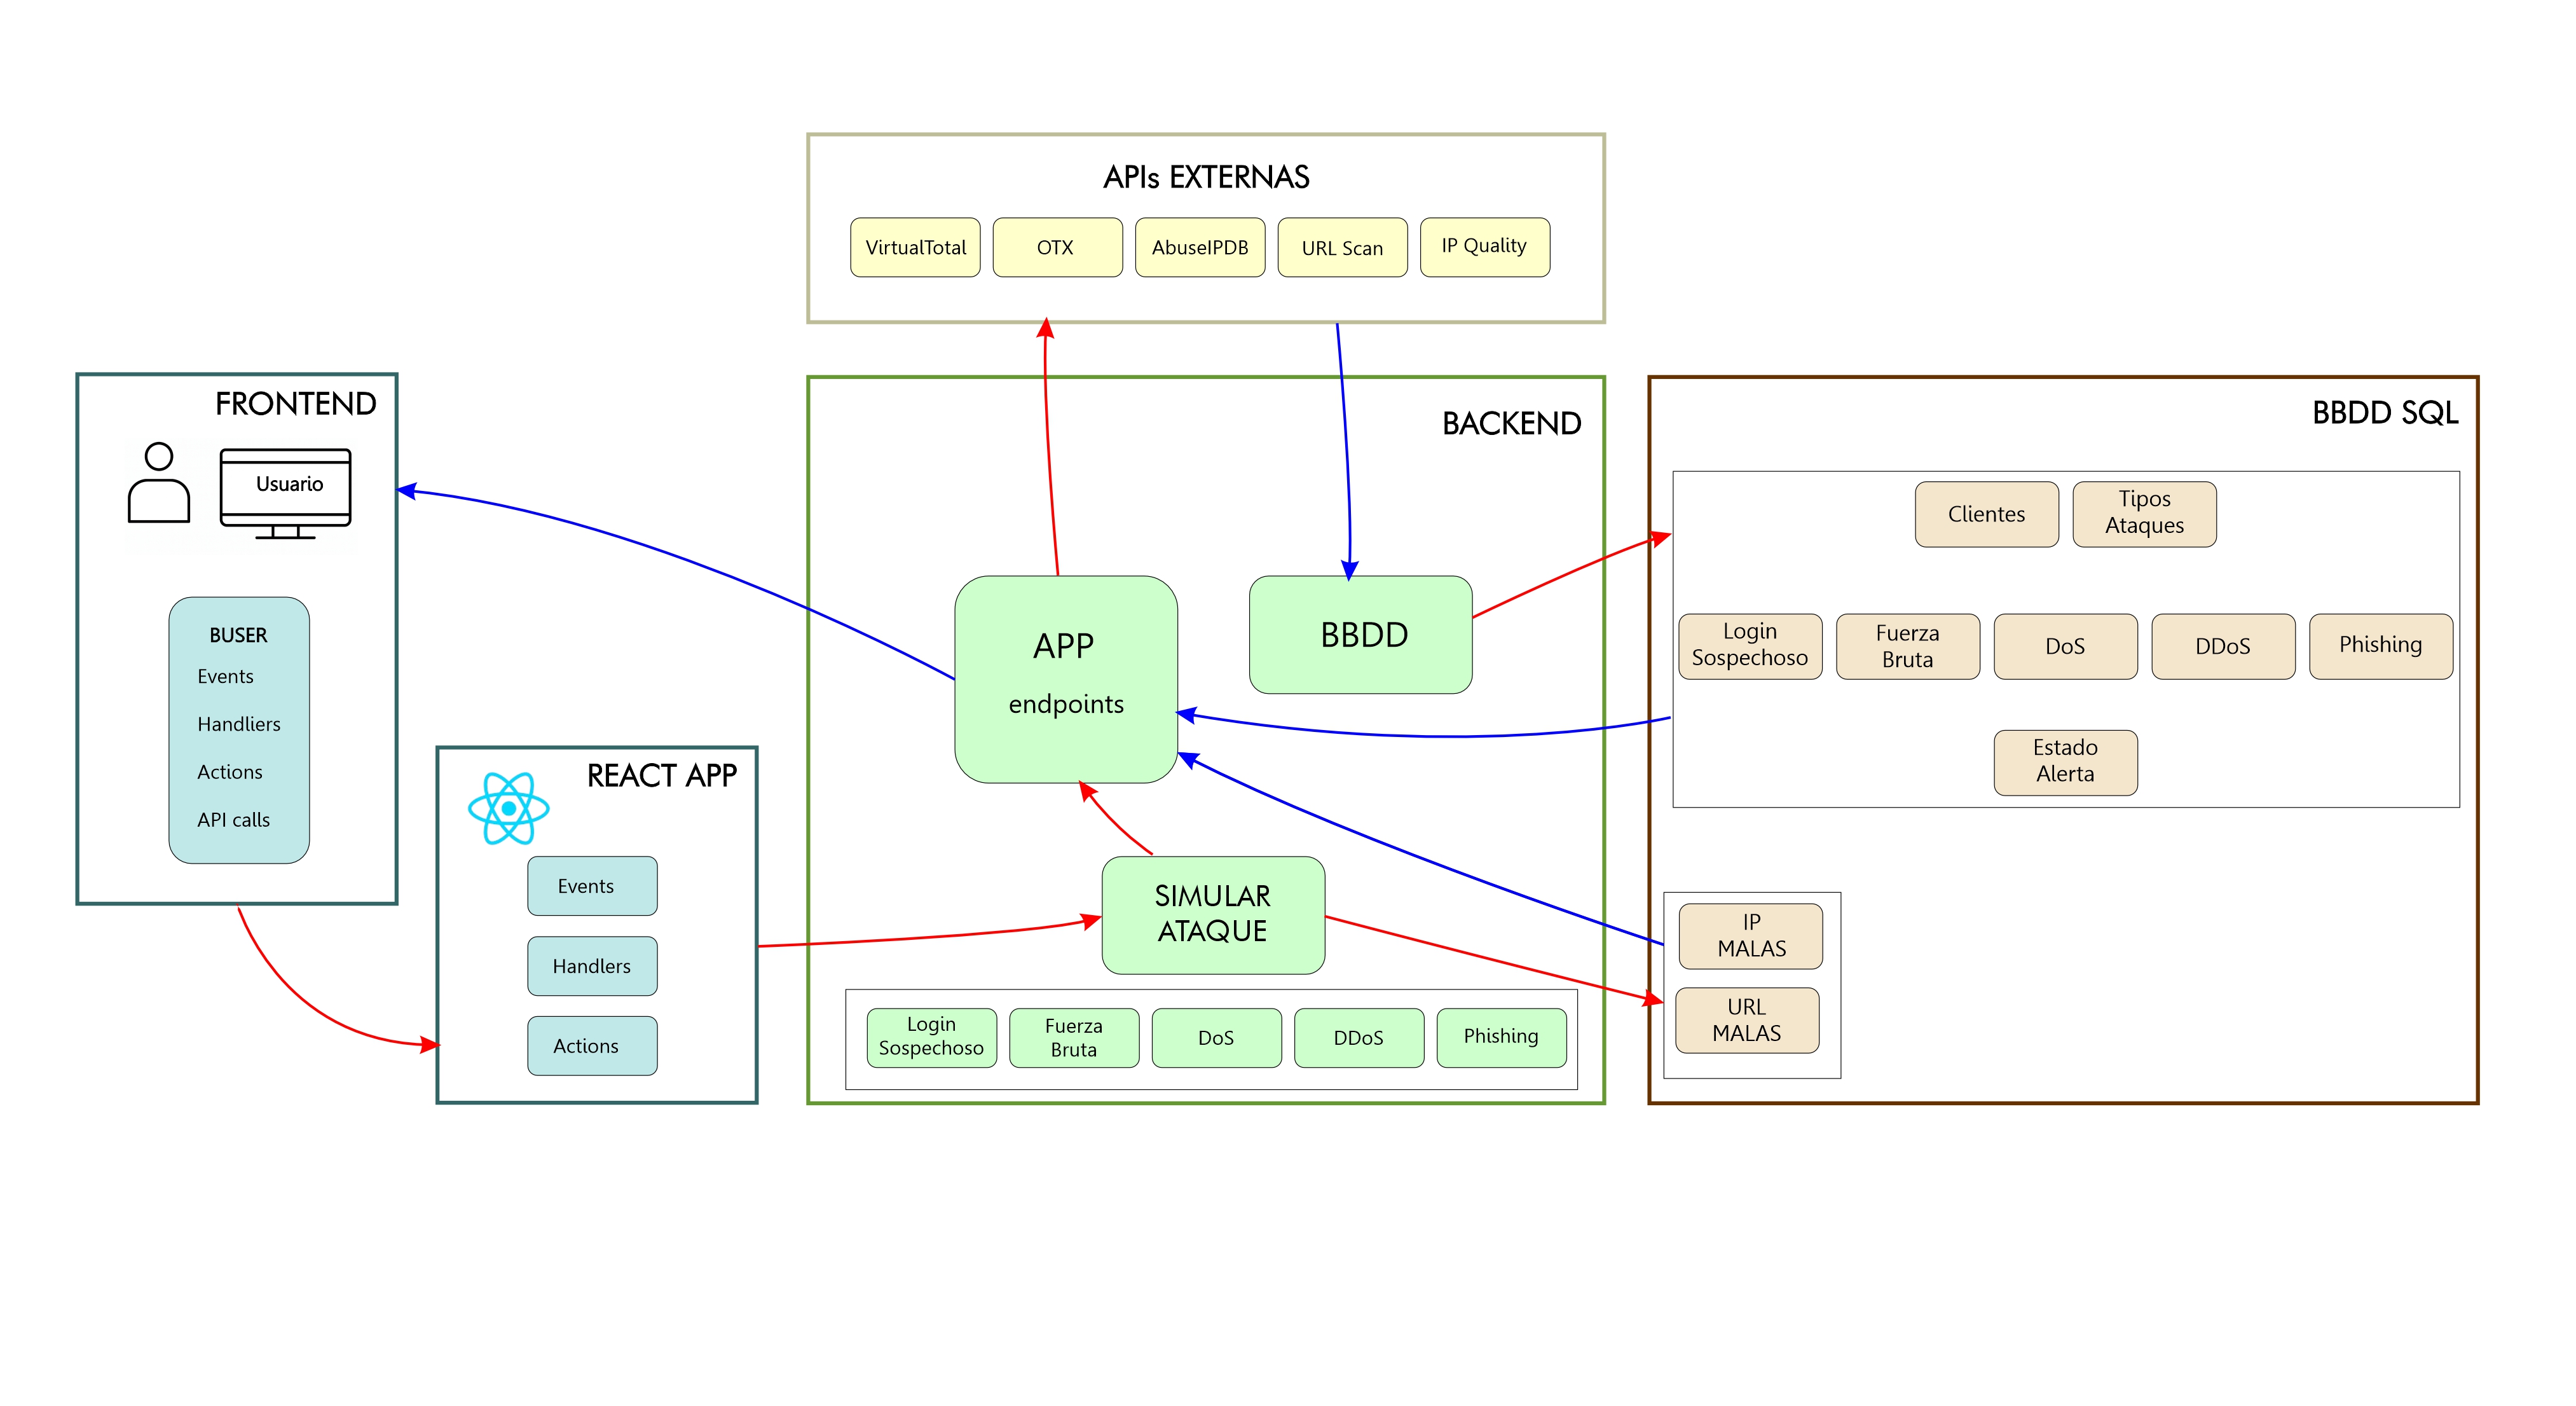 APIs EXTERNAS
VirtualTotal
OTX
AbuseIPDB
URL Scan
IP Quality
FRONTEND
Usuario
BUSER
Events
Handliers
Actions
API calls
REACT APP
Events
Handlers
Actions
BACKEND
APP
endpoints
BBDD
SIMULAR
ATAQUE
Login
Sospechoso
Fuerza
Bruta
DoS
DDoS
Phishing
BBDD SQL
Clientes
Tipos
Ataques
Login
Sospechoso
Fuerza
Bruta
DoS
DDoS
Phishing
Estado
Alerta
IP
MALAS
URL
MALAS